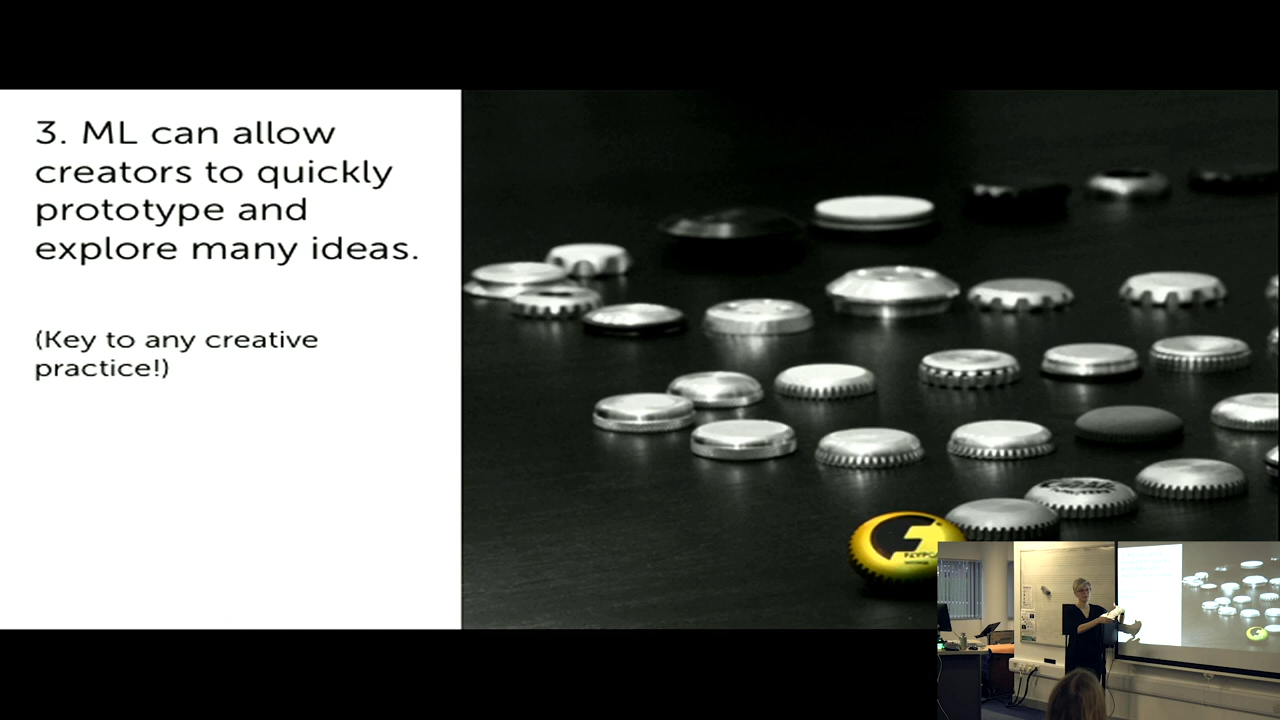 3. ML can allow
creators to quickly
prototype and
explore many ideas.
(Key to any creative
practice!)